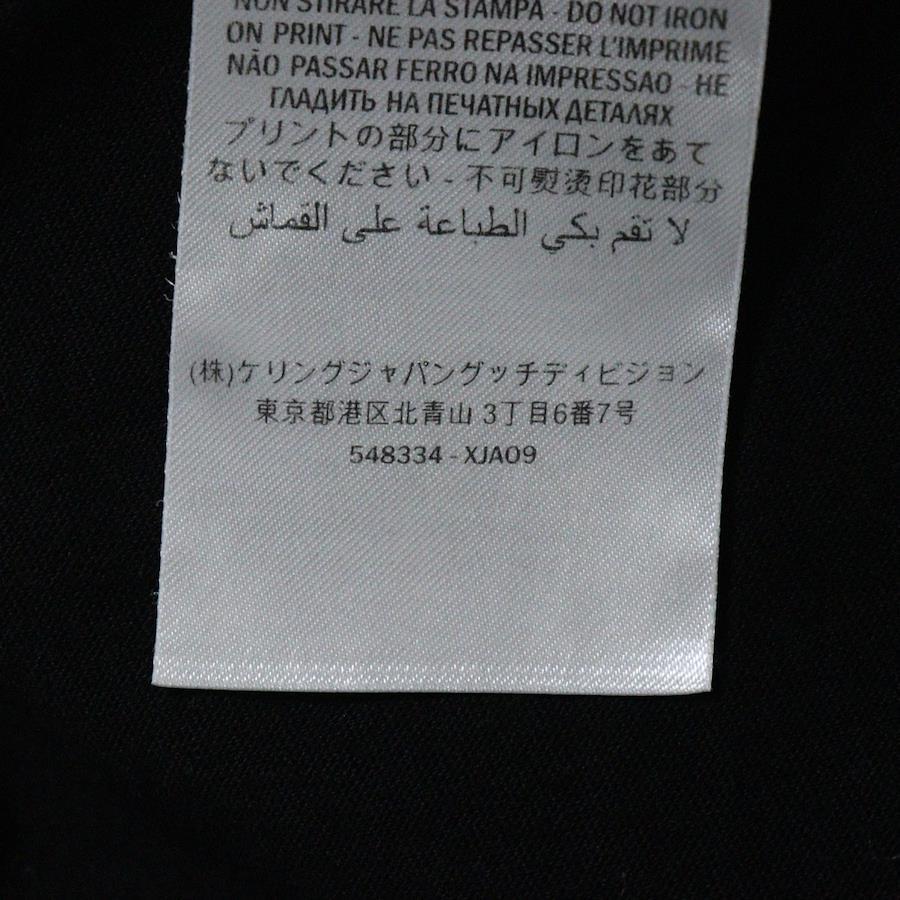 NON STIRARE LA STAMPA - DO NOT IRON
ON PRINT - NE PAS REPASSER L'IMPRIME
NÃO PASSAR FERRO NA IMPRESSAO - НЕ
ГЛАДИТЬ НА ПЕЧАТНЫХ ДЕТАЛЯХ
プリントの部分にアイロンをあて
ないでください - 不可熨烫印花部分
لا تقم بكي الطباعة على القماش
(株)ケリングジャパングッチディビジョン
東京都港区北青山 3丁目6番7号
548334 - XJA09